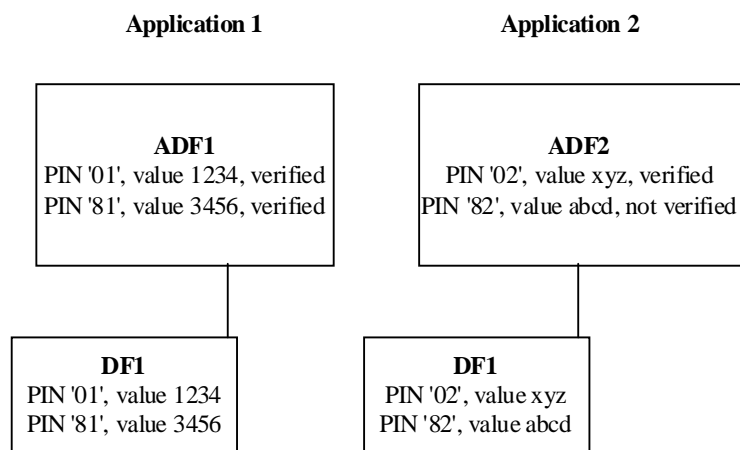 Application 1
Application 2
ADF1
PIN '01', value 1234, verified
PIN '81', value 3456, verified
ADF2
PIN '02', value xyz, verified
PIN '82', value abcd, not verified
DF1
PIN '01', value 1234
PIN '81', value 3456
DF1
PIN '02', value xyz
PIN '82', value abcd